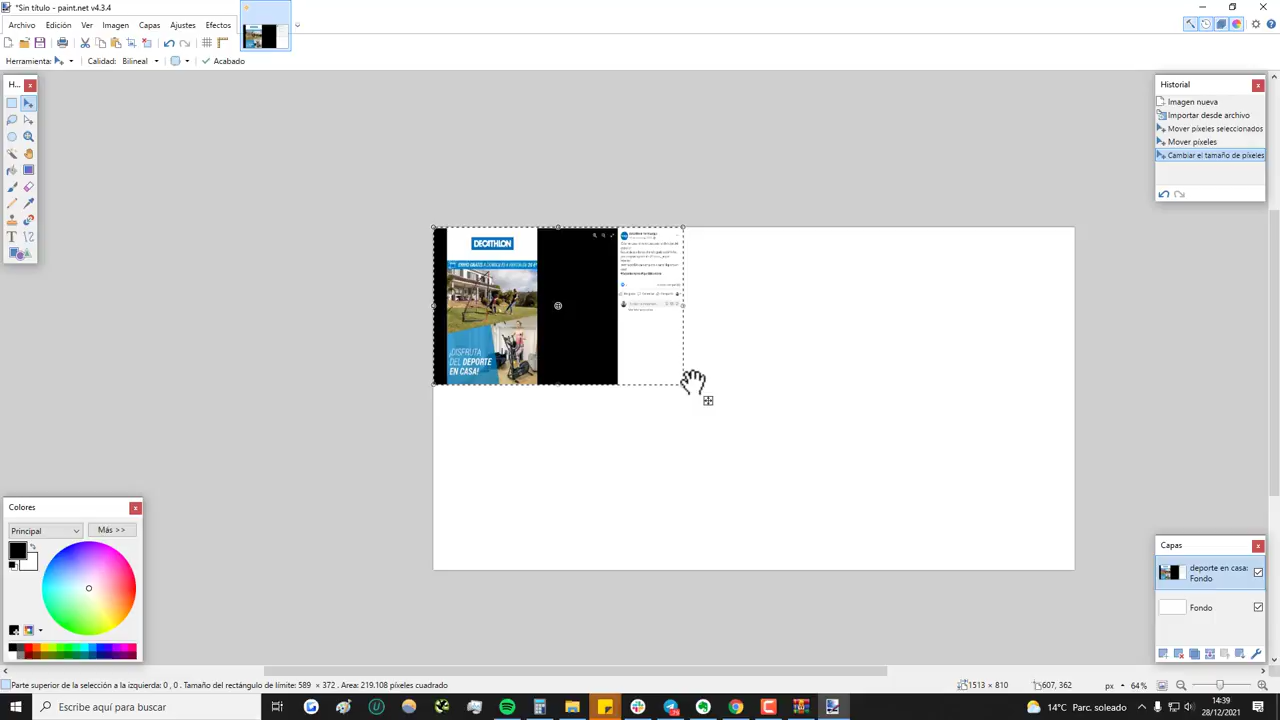 *Sin título - paint.net v4.3.4
Archivo Edición Ver Imagen Capas Ajustes Efectos
Herramienta: Calidad: Bilineal Acabado
H...
Historial
Imagen nueva
Importar desde archivo
Mover píxeles seleccionados
Mover píxeles
Cambiar el tamaño de píxeles
DECATHLON
¡DISFRUTA
DEL DEPORTE
EN CASA!
Colores
Principal Más >>
Capas
deporte en casa:
Fondo
Fondo
Parte superior de la selección a la izquierda: 0 , 0 . Tamaño del rectángulo de límite: 589 × 372 , Area: 219.108 píxeles cuadrado
1513 × 810 607, 362 px 64%
Escribe aquí para buscar
14°C Parc. soleado
14:39
28/12/2021